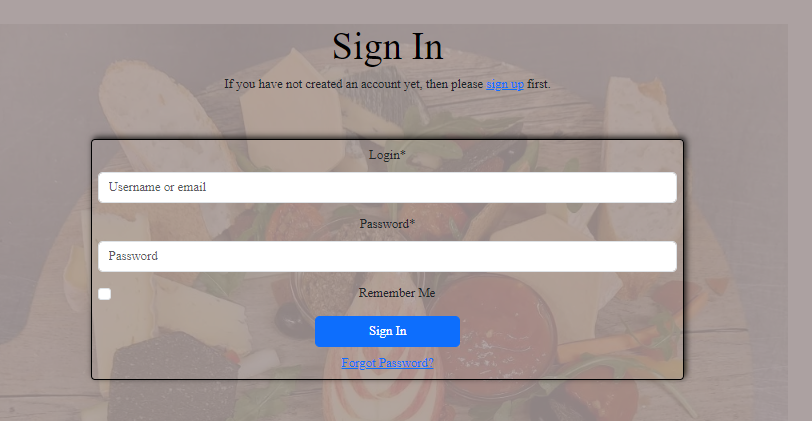 Sign In
If you have not created an account yet, then please sign up first.
Login*
Username or email
Password*
Password
Remember Me
Sign In
Forgot Password?